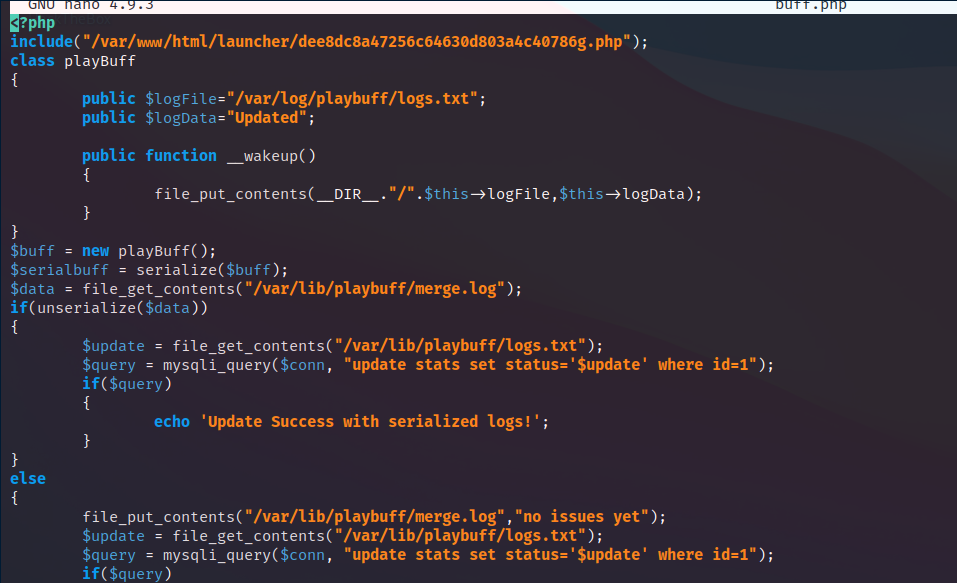 GNU nano 4.9.3 buff.php
<?php
include("/var/www/html/launcher/dee8dc8a47256c64630d803a4c40786g.php");
class playBuff
{
        public $logFile="/var/log/playbuff/logs.txt";
        public $logData="Updated";

        public function __wakeup()
        {
                file_put_contents(__DIR__."/".$this->logFile,$this->logData);
        }
}
$buff = new playBuff();
$serialbuff = serialize($buff);
$data = file_get_contents("/var/lib/playbuff/merge.log");
if(unserialize($data))
{
        $update = file_get_contents("/var/lib/playbuff/logs.txt");
        $query = mysqli_query($conn, "update stats set status='$update' where id=1");
        if($query)
        {
                echo 'Update Success with serialized logs!';
        }
}
else
{
        file_put_contents("/var/lib/playbuff/merge.log","no issues yet");
        $update = file_get_contents("/var/lib/playbuff/logs.txt");
        $query = mysqli_query($conn, "update stats set status='$update' where id=1");
        if($query)